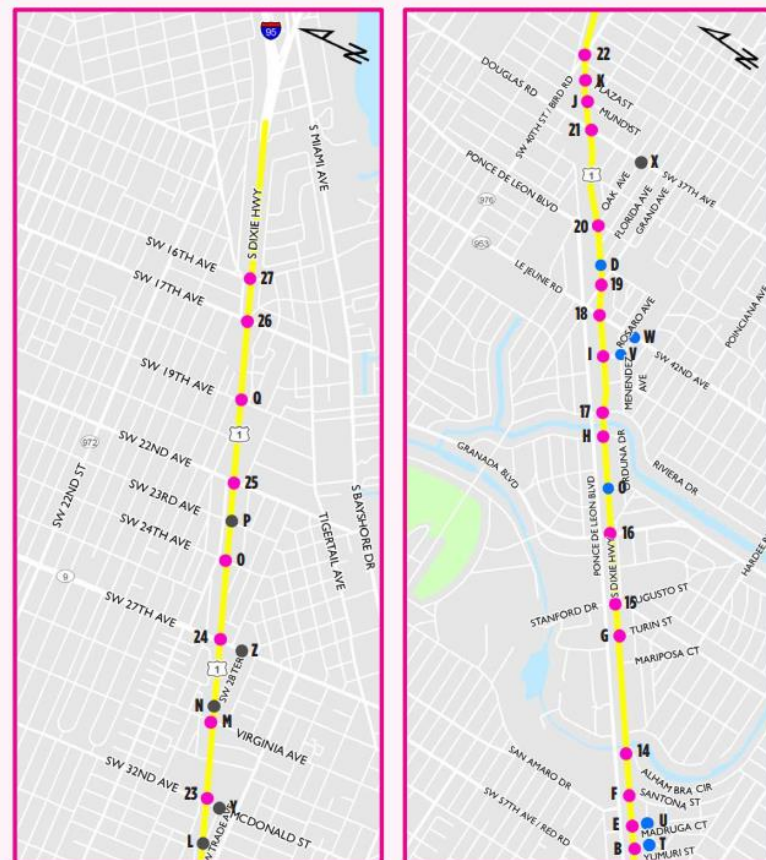 95
N
S MIAMI AVE
S DIXIE HWY
SW 16TH AVE
27
SW 17TH AVE
26
SW 19TH AVE
Q
1
972
SW 22ND AVE
SW 22ND ST
25
SW 23RD AVE
P
SW 24TH AVE
O
TIGERTAIL AVE
S BAYSHORE DR
9
SW 27TH AVE
24
Z
1
SW 28 TER
N
M
VIRGINIA AVE
SW 32ND AVE
23
Y
MCDONALD ST
L
N
22
DOUGLAS RD
SW 40TH ST / BIRD RD
K
PLAZA ST
J
MUNDI ST
21
X
1
SW 37TH AVE
PONCE DE LEON BLVD
OAK AVE
976
FLORIDA AVE
GRAND AVE
20
953
D
LE JEUNE RD
19
18
ROSARO AVE
W
POINCIANA AVE
I
V
SW 42ND AVE
MENENDEZ AVE
17
H
GRANADA BLVD
ORDUNA DR
RIVIERA DR
PONCE DE LEON BLVD
O
16
S DIXIE HWY
HARDEE
15
AUGUSTO ST
STANFORD DR
G
TURIN ST
MARIPOSA CT
14
SAN AMARO DR
ALHAMBRA CIR
F
SANTONA ST
SW 57TH AVE / RED RD
E
U
MADRUGA CT
B
T
YUMURI ST